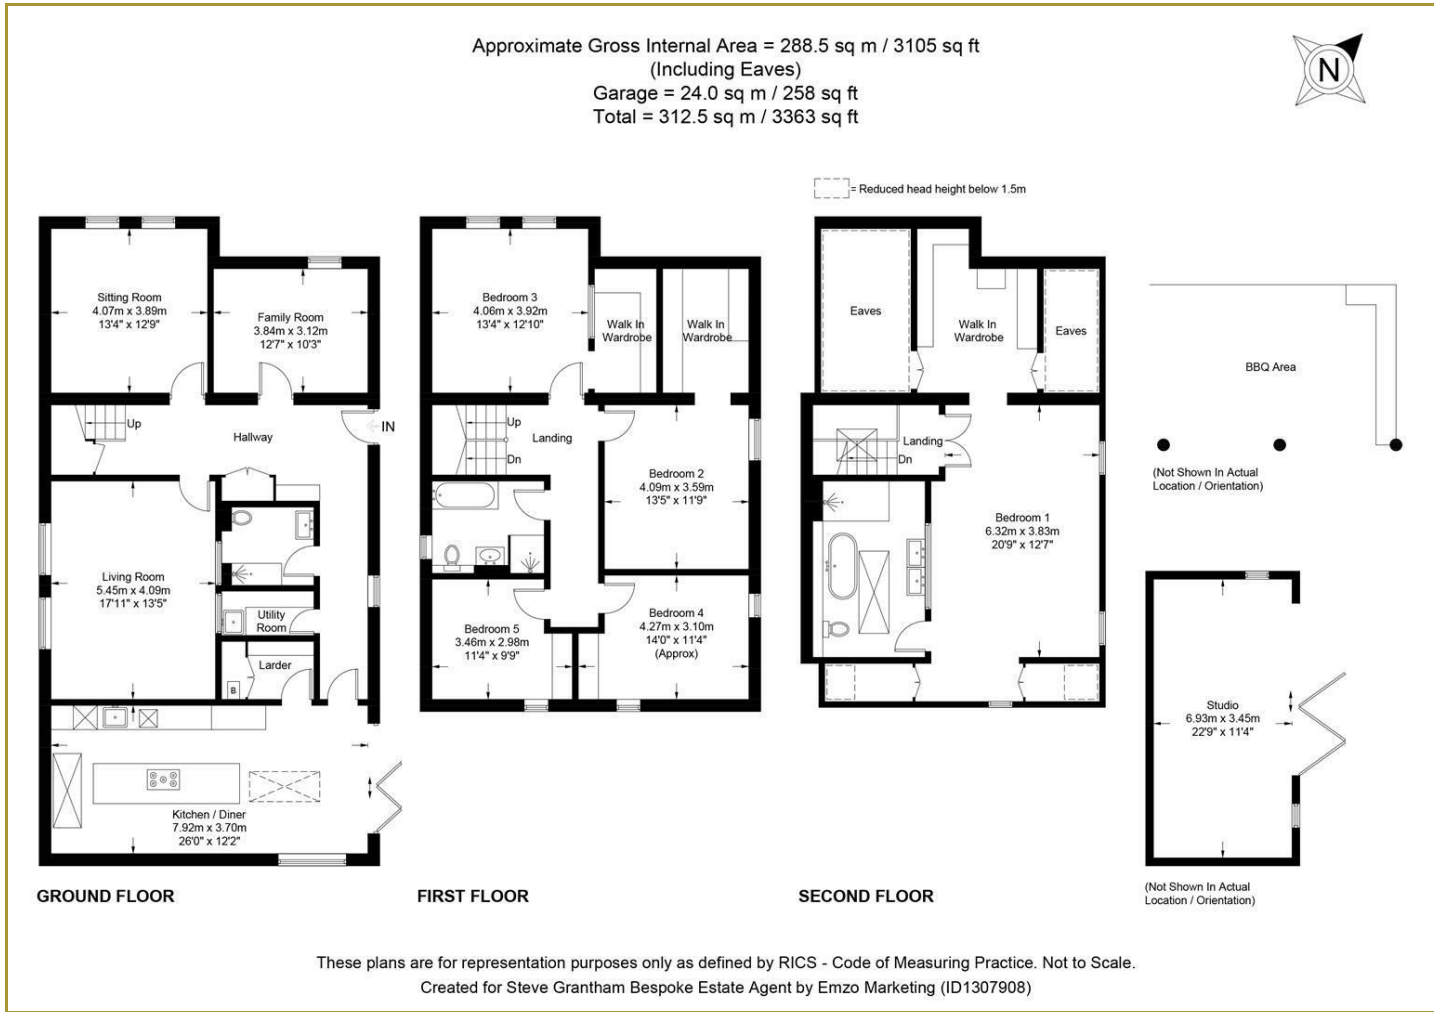 Approximate Gross Internal Area = 288.5 sq m / 3105 sq ft
(Including Eaves)
Garage = 24.0 sq m / 258 sq ft
Total = 312.5 sq m / 3363 sq ft
N
= Reduced head height below 1.5m
Sitting Room
4.07m x 3.89m
13'4" x 12'9"
Family Room
3.84m x 3.12m
12'7" x 10'3"
Up
Hallway
IN
Living Room
5.45m x 4.09m
17'11" x 13'5"
Utility
Room
Larder
B
Kitchen / Diner
7.92m x 3.70m
26'0" x 12'2"
GROUND FLOOR
Bedroom 3
4.06m x 3.92m
13'4" x 12'10"
Walk In
Wardrobe
Walk In
Wardrobe
Up
Landing
Dn
Bedroom 2
4.09m x 3.59m
13'5" x 11'9"
Bedroom 5
3.46m x 2.98m
11'4" x 9'9"
Bedroom 4
4.27m x 3.10m
14'0" x 11'4"
(Approx)
FIRST FLOOR
Eaves
Walk In
Wardrobe
Eaves
Landing
Dn
Bedroom 1
6.32m x 3.83m
20'9" x 12'7"
SECOND FLOOR
BBQ Area
(Not Shown In Actual
Location / Orientation)
Studio
6.93m x 3.45m
22'9" x 11'4"
(Not Shown In Actual
Location / Orientation)
These plans are for representation purposes only as defined by RICS - Code of Measuring Practice. Not to Scale.
Created for Steve Grantham Bespoke Estate Agent by Emzo Marketing (ID1307908)